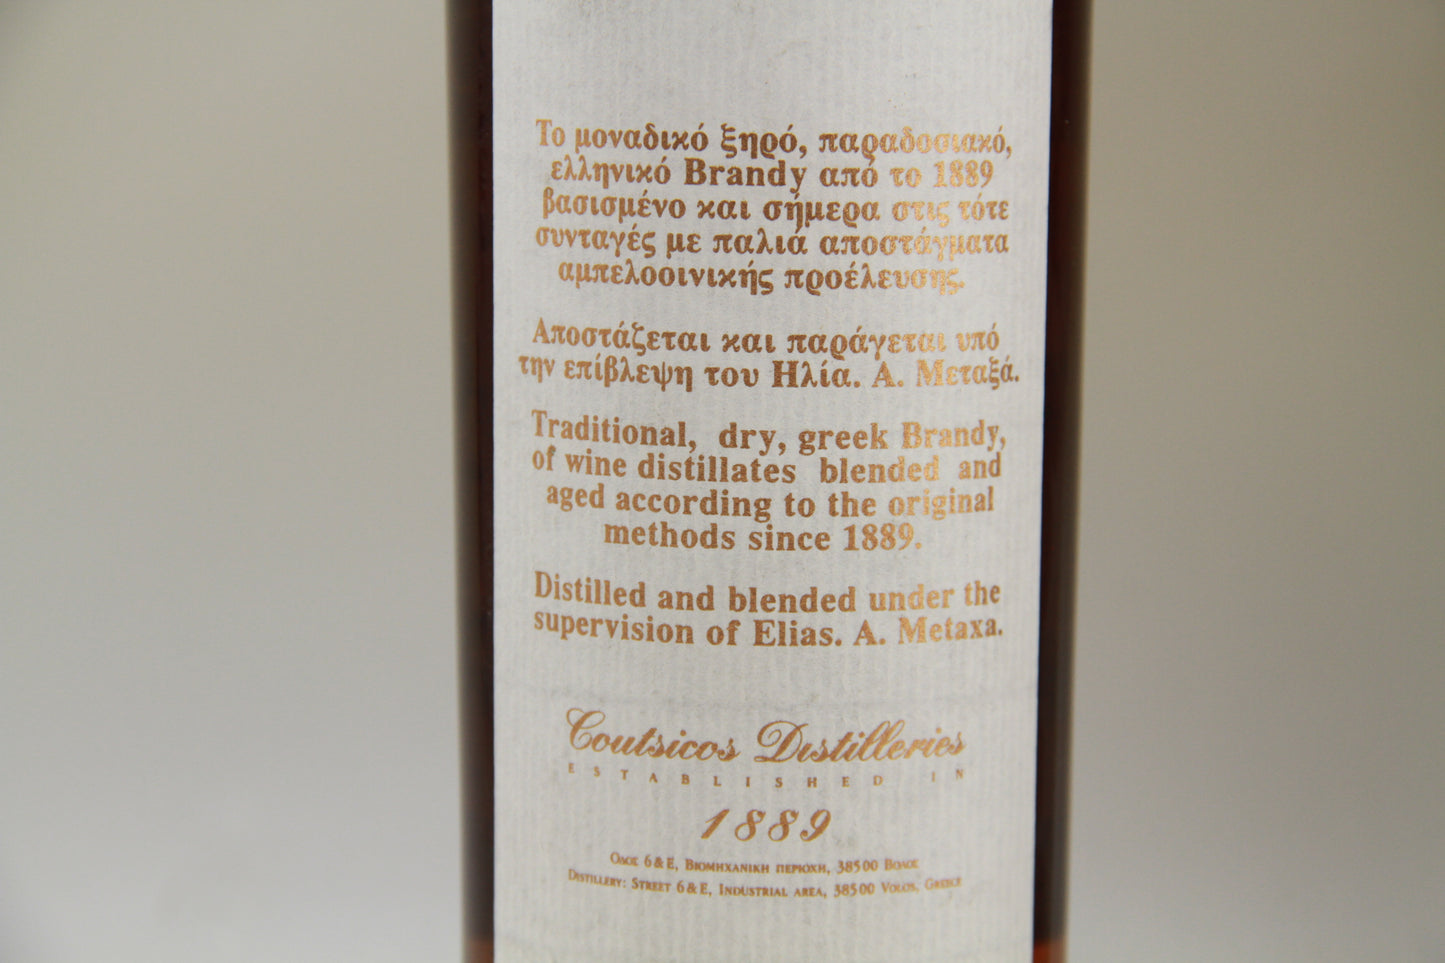 Το μοναδικό ξηρό, παραδοσιακό,
ελληνικό Brandy από το 1889
βασισμένο και σήμερα στις τότε
συνταγές με παλιά αποστάγματα
αμπελοοινικής προέλευσης.
Αποστάζεται και παράγεται υπό
την επίβλεψη του Ηλία. Α. Μεταξά.
Traditional, dry, greek Brandy,
of wine distillates blended and
aged according to the original
methods since 1889.
Distilled and blended under the
supervision of Elias. A. Metaxa.
Coutsicos Distilleries
ESTABLISHED IN
1889
Οδος 6 & Ε, Βιομηχανικη περιοχη, 38500 Βολος
Distillery: Street 6 & E, Industrial area, 38500 Volos, Greece